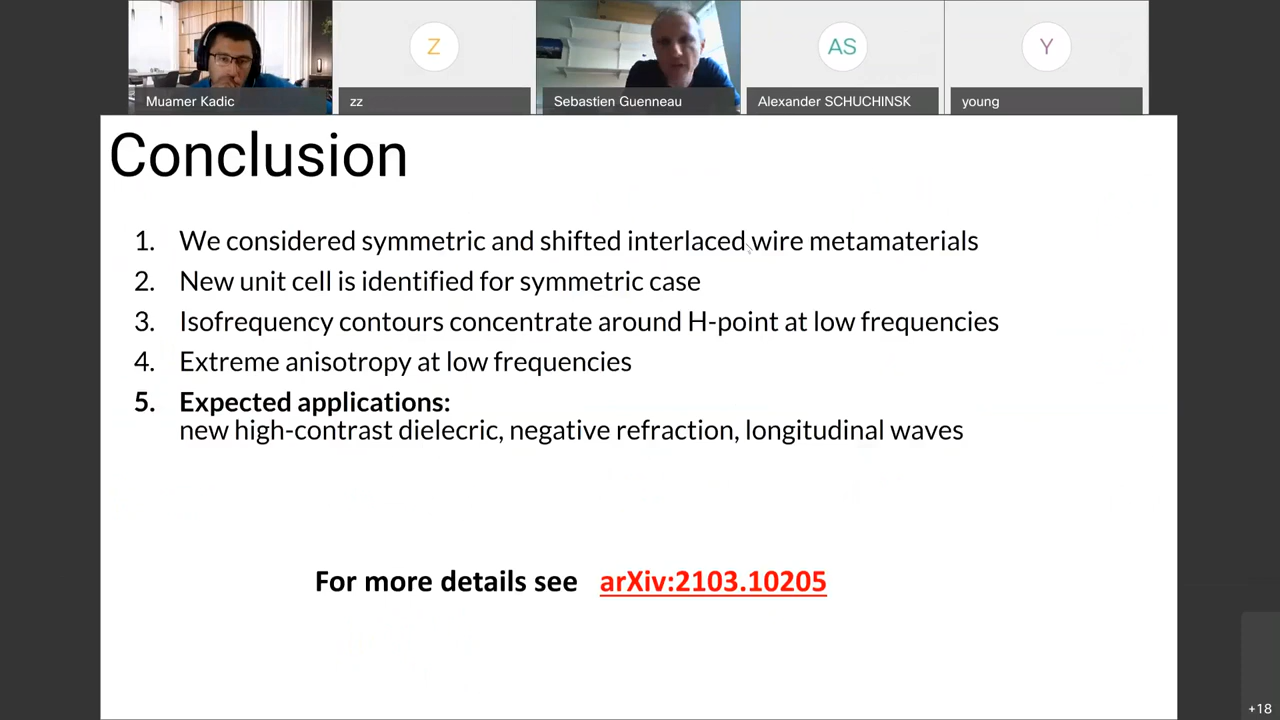 Z
AS
Y
Muamer Kadic
zz
Sebastien Guenneau
Alexander SCHUCHINSK
young
Conclusion
1. We considered symmetric and shifted interlaced wire metamaterials
2. New unit cell is identified for symmetric case
3. Isofrequency contours concentrate around H-point at low frequencies
4. Extreme anisotropy at low frequencies
5. Expected applications:
new high-contrast dielecric, negative refraction, longitudinal waves
For more details see arXiv:2103.10205
+18